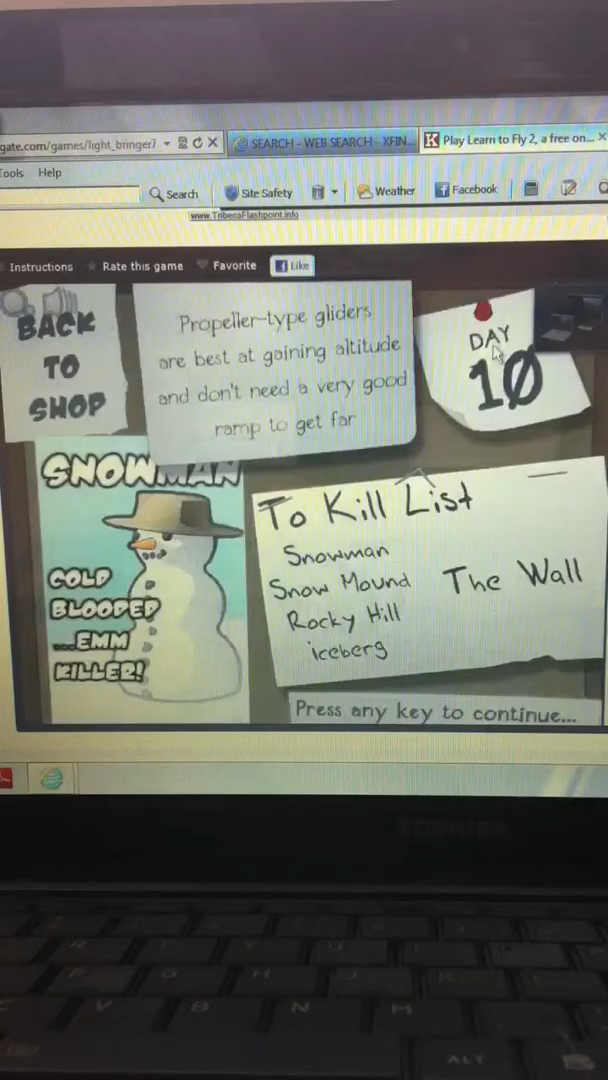 gate.com/games/light_bringer7
SEARCH - WEB SEARCH - XFIN...
Play Learn to Fly 2, a free on...
Tools Help
Search
Site Safety
Weather
Facebook
www.TribecaFlashpoint.info
Instructions
Rate this game
Favorite
Like
BACK
TO
SHOP
Propeller-type gliders
are best at gaining altitude
and don't need a very good
ramp to get far
DAY
10
SNOWMAN
COLD
BLOODED
...EMM
KILLER!
To Kill List
Snowman
Snow Mound
Rocky Hill
iceberg
The Wall
Press any key to continue...
TOSHIBA
R
H
C
V
B
N
M
ALT